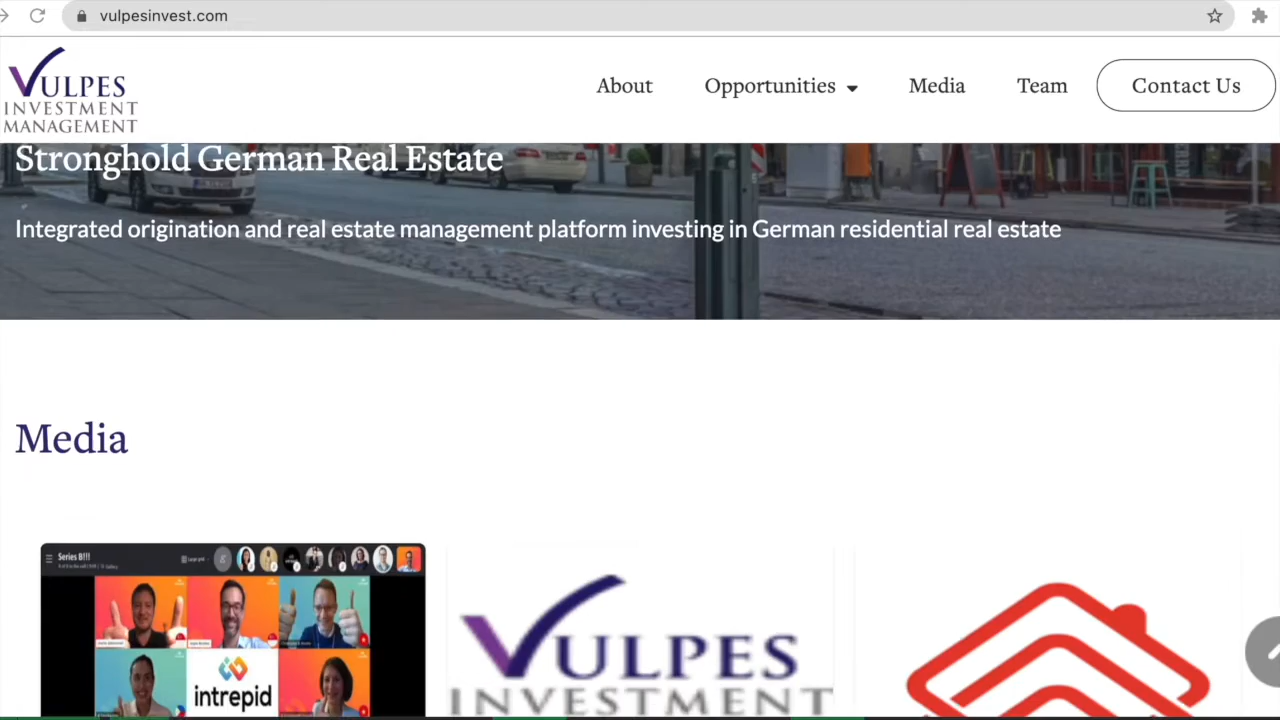 vulpesinvest.com
VULPES
INVESTMENT
MANAGEMENT
About
Opportunities
Media
Team
Contact Us
Stronghold German Real Estate
Integrated origination and real estate management platform investing in German residential real estate
Media
Series B!!!
intrepid
VULPES
INVESTMENT